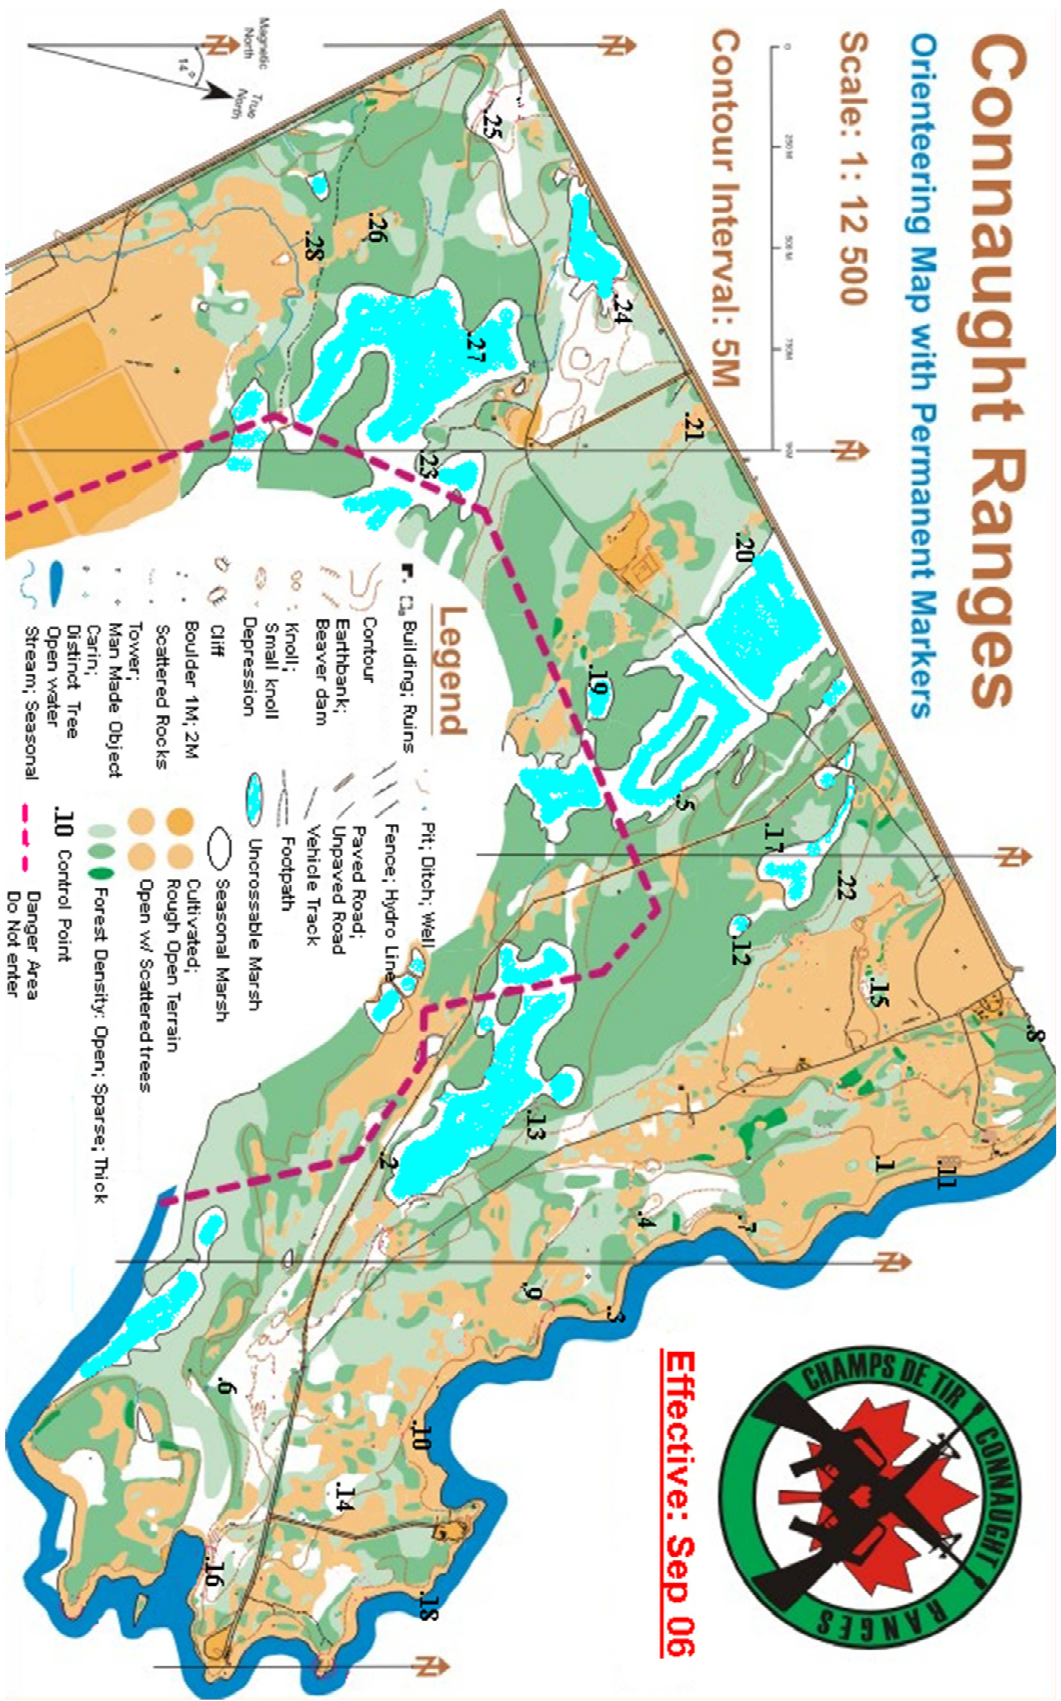 Connaught Ranges
Orienteering Map with Permanent Markers
Scale: 1: 12 500
0
250 M
500 M
750M
1KM
Contour Interval: 5M
N
N
N
N
N
N
N
Magnetic
North
True
North
14°
.25
.24
.26
.28
.27
.23
.21
.20
.19
.5
.17
.22
.12
.15
.8
.13
.2
.1
.11
.4
.7
.9
.3
.6
.10
.14
.16
.18
Legend
Building; Ruins
Contour
Earthbank;
Beaver dam
Knoll;
Small knoll
Depression
Cliff
Boulder 1M; 2M
Scattered Rocks
Tower;
Man Made Object
Carin;
Distinct Tree
Open water
Stream; Seasonal
Pit; Ditch; Well
Fence; Hydro Line
Paved Road;
Unpaved Road
Vehicle Track
Footpath
Uncrossable Marsh
Seasonal Marsh
Cultivated;
Rough Open Terrain
Open w/ Scattered trees
Forest Density: Open; Sparse; Thick
.10 Control Point
Danger Area
Do Not enter
CHAMPS DE TIR CONNAUGHT RANGES
Effective: Sep 06